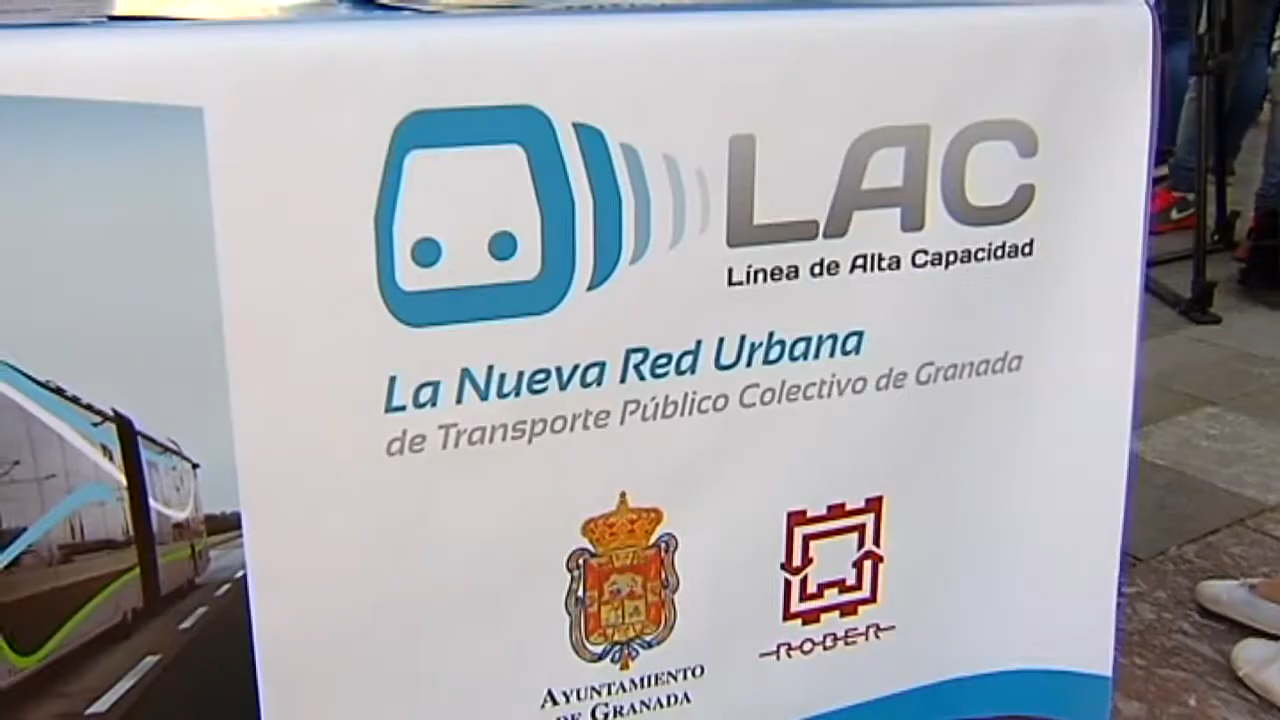 LAC
Línea de Alta Capacidad
La Nueva Red Urbana
de Transporte Público Colectivo de Granada
AYUNTAMIENTO
DE GRANADA
ROBER